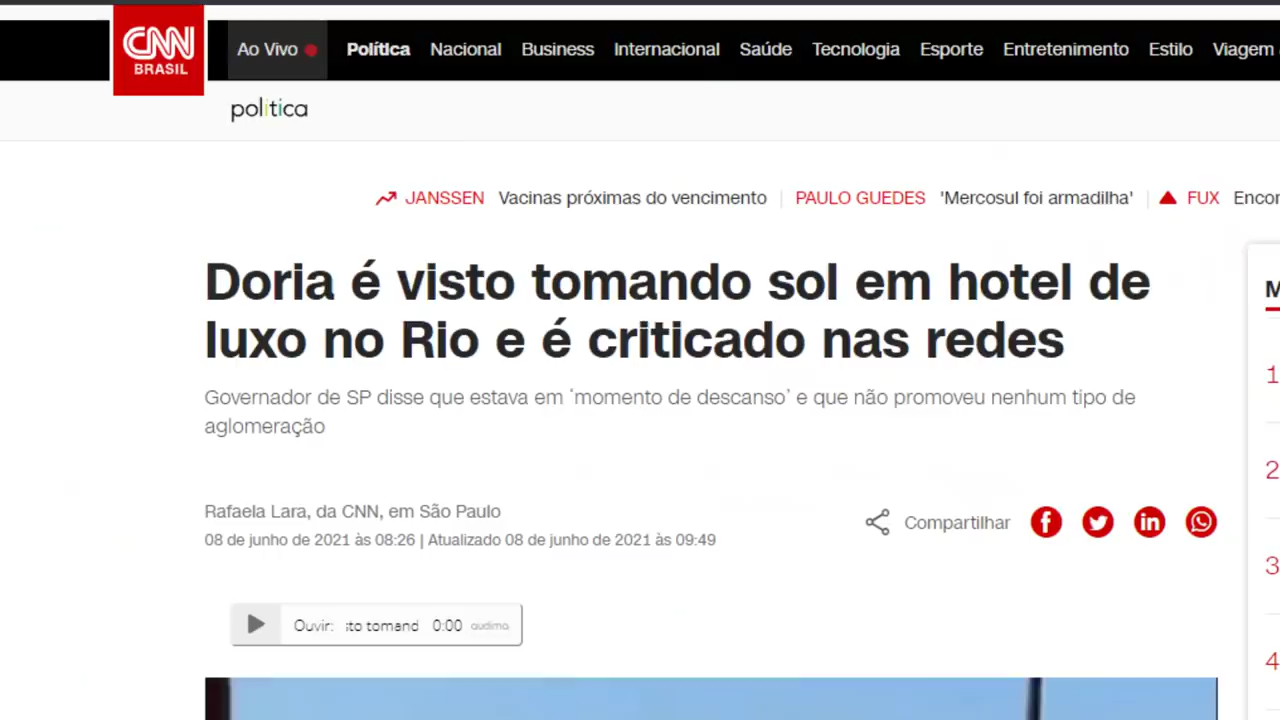 CNN
BRASIL
Ao Vivo Política Nacional Business Internacional Saúde Tecnologia Esporte Entretenimento Estilo Viagem
política
JANSSEN Vacinas próximas do vencimento PAULO GUEDES 'Mercosul foi armadilha' FUX
Doria é visto tomando sol em hotel de
luxo no Rio e é criticado nas redes
Governador de SP disse que estava em 'momento de descanso' e que não promoveu nenhum tipo de
aglomeração
Rafaela Lara, da CNN, em São Paulo
08 de junho de 2021 às 08:26 | Atualizado 08 de junho de 2021 às 09:49
Compartilhar
Ouvir: sto tomand 0:00 audima
1
2
3
4